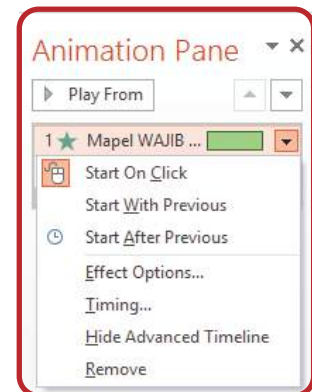 Animation Pane
Play From
1 Mapel WAJIB ...
Start On Click
Start With Previous
Start After Previous
Effect Options...
Timing...
Hide Advanced Timeline
Remove